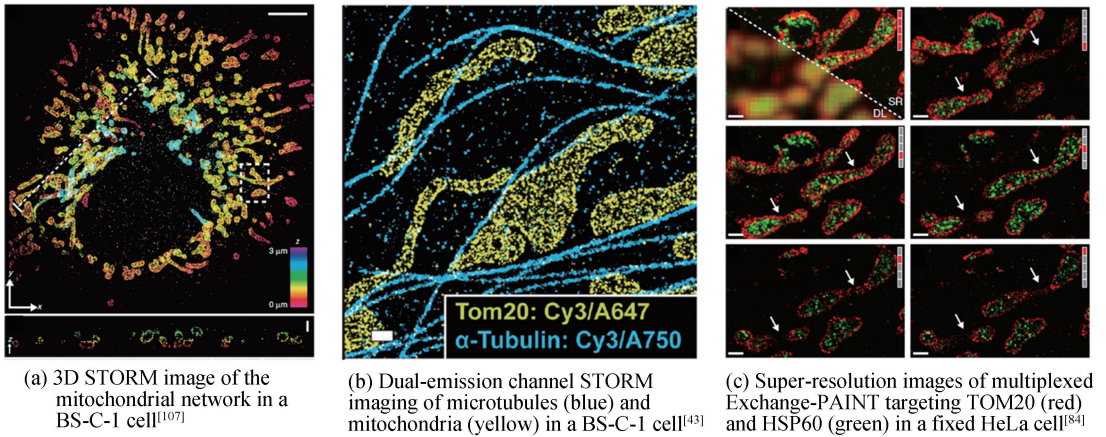 z
3 μm
0 μm
y
x
z
Tom20: Cy3/A647
α-Tubulin: Cy3/A750
SR
DL
(a) 3D STORM image of the
mitochondrial network in a
BS-C-1 cell[107]
(b) Dual-emission channel STORM
imaging of microtubules (blue) and
mitochondria (yellow) in a BS-C-1 cell[43]
(c) Super-resolution images of multiplexed
Exchange-PAINT targeting TOM20 (red)
and HSP60 (green) in a fixed HeLa cell[84]